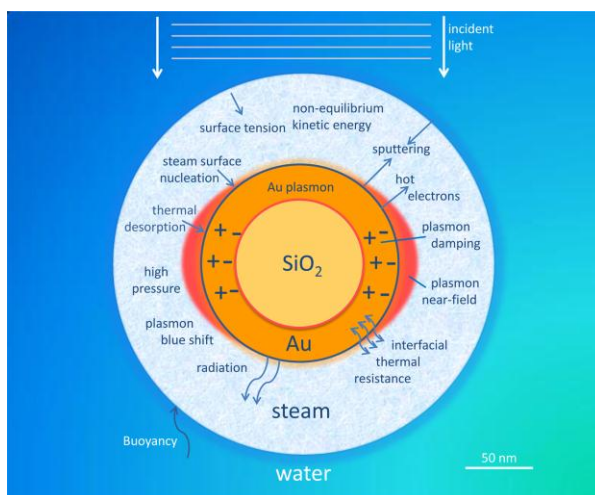 incident
light
non-equilibrium
kinetic energy
surface tension
sputtering
steam surface
nucleation
Au plasmon
hot
electrons
thermal
desorption
plasmon
damping
+ -
+ -
+ -
SiO2
+ -
+ -
+ -
high
pressure
plasmon
near-field
plasmon
blue shift
Au
radiation
interfacial
thermal
resistance
steam
Buoyancy
water
50 nm